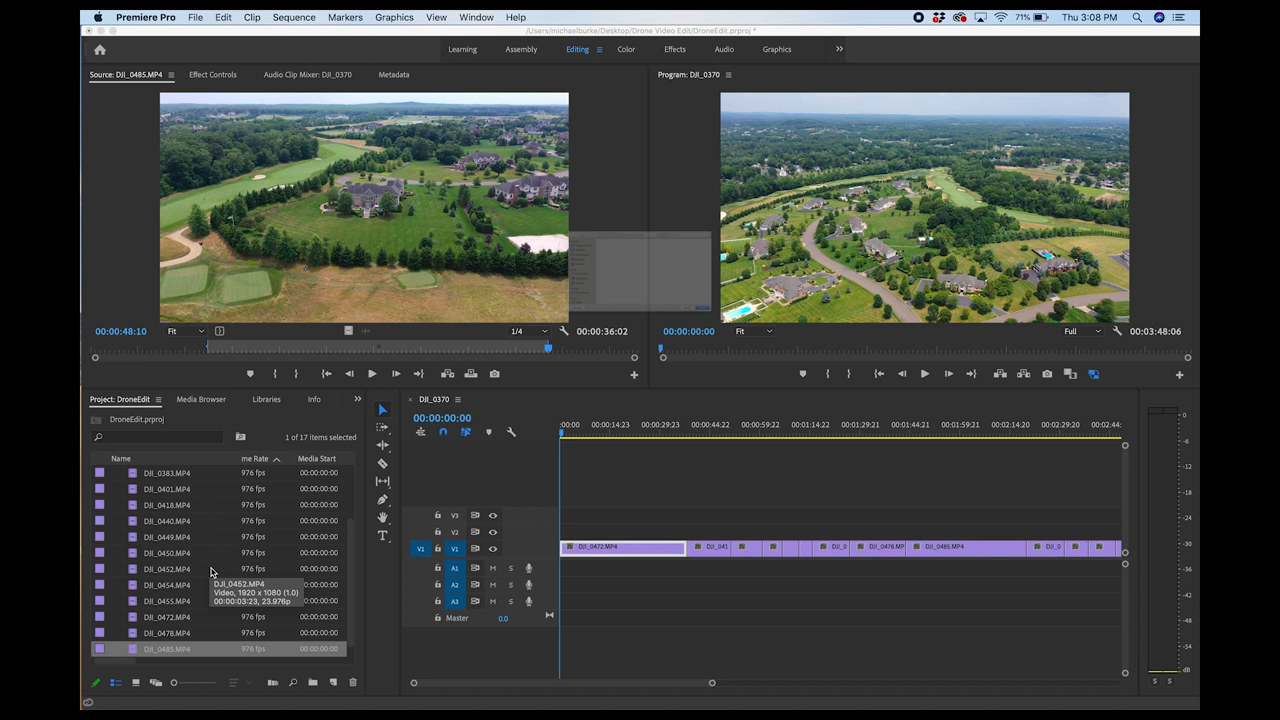 Premiere Pro File Edit Clip Sequence Markers Graphics View Window Help 71% Thu 3:08 PM
/Users/michaelburke/Desktop/Drone Video Edit/DroneEdit.prproj *
Learning Assembly Editing Color Effects Audio Graphics
Source: DJI_0485.MP4 Effect Controls Audio Clip Mixer: DJI_0370 Metadata Program: DJI_0370
00:00:48:10 Fit 1/4 00:00:36:02 00:00:00:00 Fit Full 00:03:48:06
Project: DroneEdit Media Browser Libraries Info DJI_0370
DroneEdit.prproj 00:00:00:00
:00:00 00:00:14:23 00:00:29:23 00:00:44:22 00:00:59:22 00:01:14:22 00:01:29:21 00:01:44:21 00:01:59:21 00:02:14:21 00:02:29:20 00:02:44:
1 of 17 items selected
Name me Rate Media Start
DJI_0383.MP4 976 fps 00:00:00:00
DJI_0401.MP4 976 fps 00:00:00:00
DJI_0418.MP4 976 fps 00:00:00:00
DJI_0440.MP4 976 fps 00:00:00:00
DJI_0449.MP4 976 fps 00:00:00:00
DJI_0450.MP4 976 fps 00:00:00:00
DJI_0452.MP4 976 fps 00:00:00:00
DJI_0454.MP4 976 fps 00:00:00:00
DJI_0455.MP4 976 fps 00:00:00:00
DJI_0472.MP4 976 fps 00:00:00:00
DJI_0478.MP4 976 fps 00:00:00:00
DJI_0485.MP4 976 fps 00:00:00:00
DJI_0452.MP4
Video, 1920 x 1080 (1.0)
00:00:03:23, 23.976p
V3
V2
V1 V1 DJI_0472.MP4 DJI_041 DJI_0 DJI_0478.MP DJI_0485.MP4 DJI_0
A1 M S
A2 M S
A3 M S
Master 0.0
0
-6
-12
-18
-24
-30
-36
-42
-48
-54
dB
S S